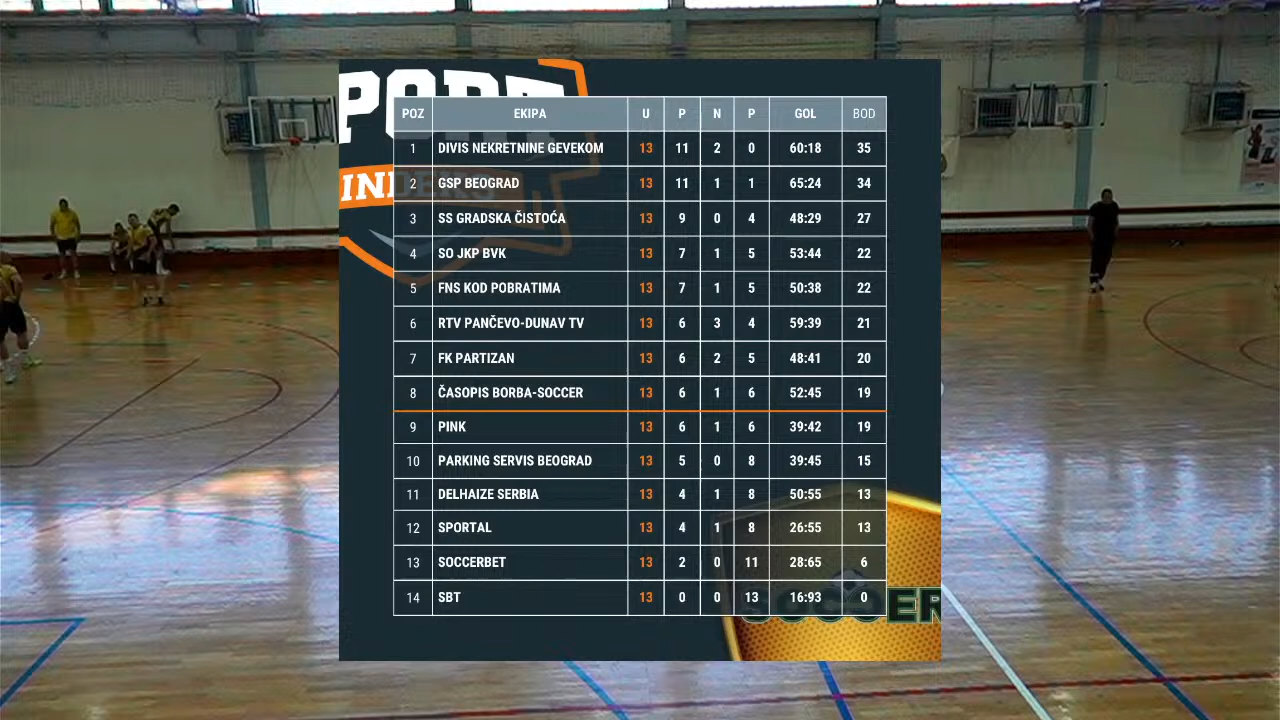 SPORT
INDERS
POZ EKIPA U P N P GOL BOD
1 DIVIS NEKRETNINE GEVEKOM 13 11 2 0 60:18 35
2 GSP BEOGRAD 13 11 1 1 65:24 34
3 SS GRADSKA ČISTOĆA 13 9 0 4 48:29 27
4 SO JKP BVK 13 7 1 5 53:44 22
5 FNS KOD POBRATIMA 13 7 1 5 50:38 22
6 RTV PANČEVO-DUNAV TV 13 6 3 4 59:39 21
7 FK PARTIZAN 13 6 2 5 48:41 20
8 ČASOPIS BORBA-SOCCER 13 6 1 6 52:45 19
9 PINK 13 6 1 6 39:42 19
10 PARKING SERVIS BEOGRAD 13 5 0 8 39:45 15
11 DELHAIZE SERBIA 13 4 1 8 50:55 13
12 SPORTAL 13 4 1 8 26:55 13
13 SOCCERBET 13 2 0 11 28:65 6
14 SBT 13 0 0 13 16:93 0
SOCCER